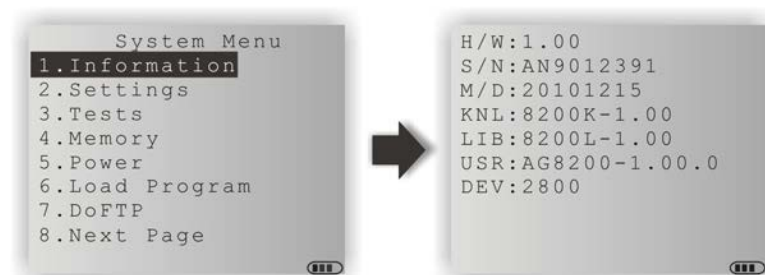 System Menu
1.Information
2.Settings
3.Tests
4.Memory
5.Power
6.Load Program
7.DoFTP
8.Next Page
H/W:1.00
S/N:AN9012391
M/D:20101215
KNL:8200K-1.00
LIB:8200L-1.00
USR:AG8200-1.00.0
DEV:2800